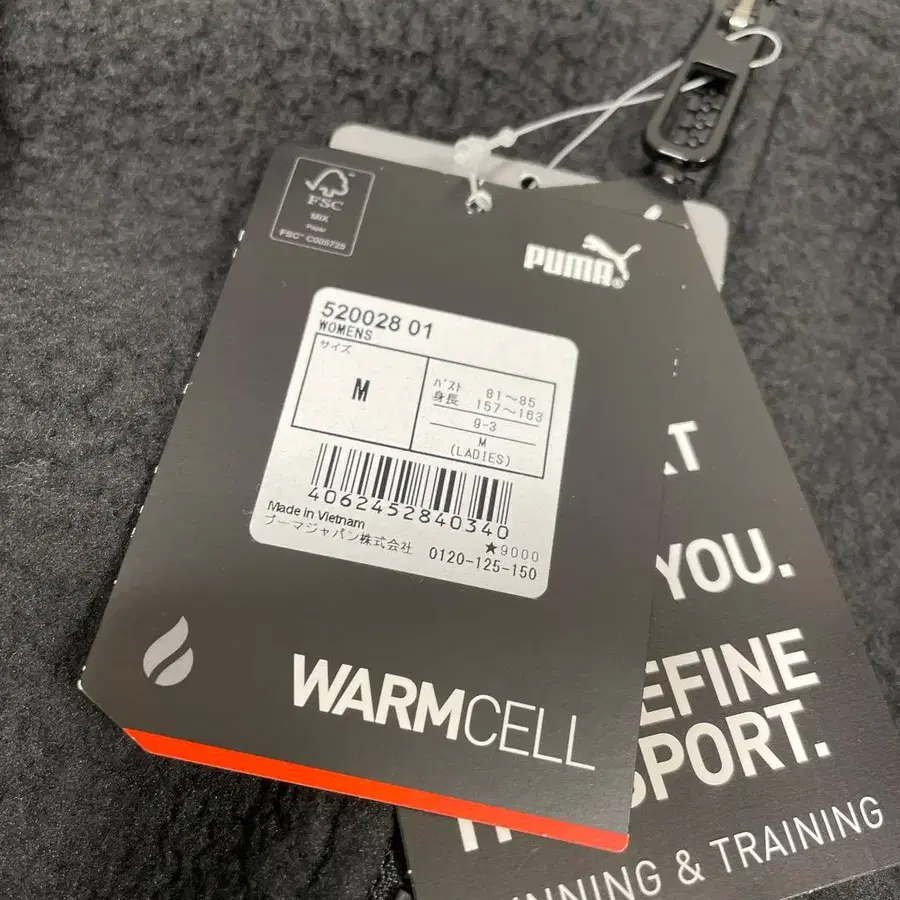 FSC
MIX
Paper
FSC™ C005725
PUMA®
520028 01
WOMENS
サイズ
M
バスト 81～85
身長 157～163
9-3
M
(LADIES)
4062452840340
Made in Vietnam
プーマジャパン株式会社
★9000
0120-125-150
WARMCELL
AT
YOU.
EFINE
SPORT.
NNING & TRAINING